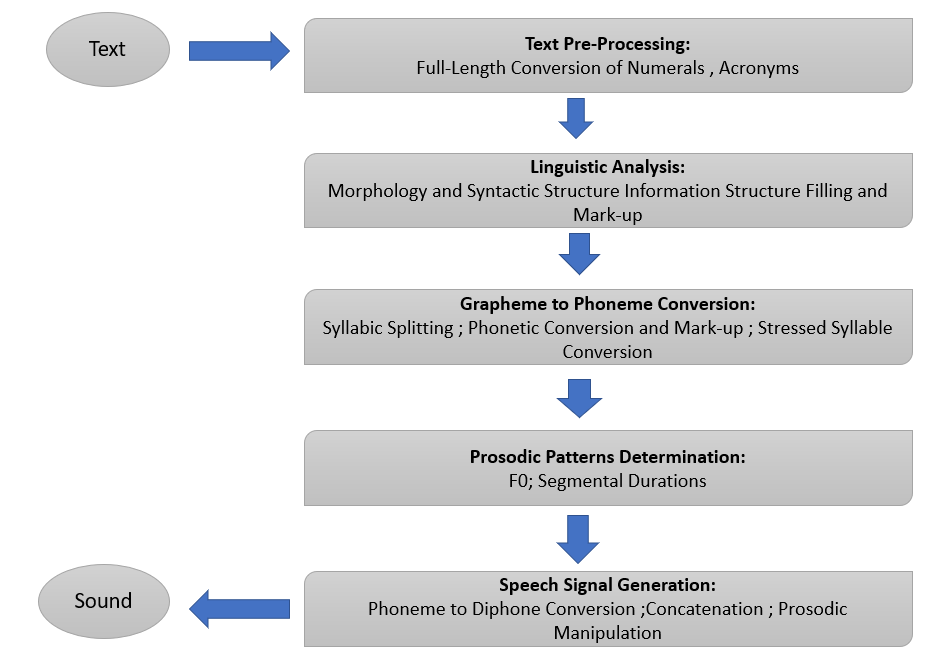 Text
Text Pre-Processing:
Full-Length Conversion of Numerals , Acronyms
Linguistic Analysis:
Morphology and Syntactic Structure Information Structure Filling and
Mark-up
Grapheme to Phoneme Conversion:
Syllabic Splitting ; Phonetic Conversion and Mark-up ; Stressed Syllable
Conversion
Prosodic Patterns Determination:
F0; Segmental Durations
Speech Signal Generation:
Phoneme to Diphone Conversion ;Concatenation ; Prosodic
Manipulation
Sound